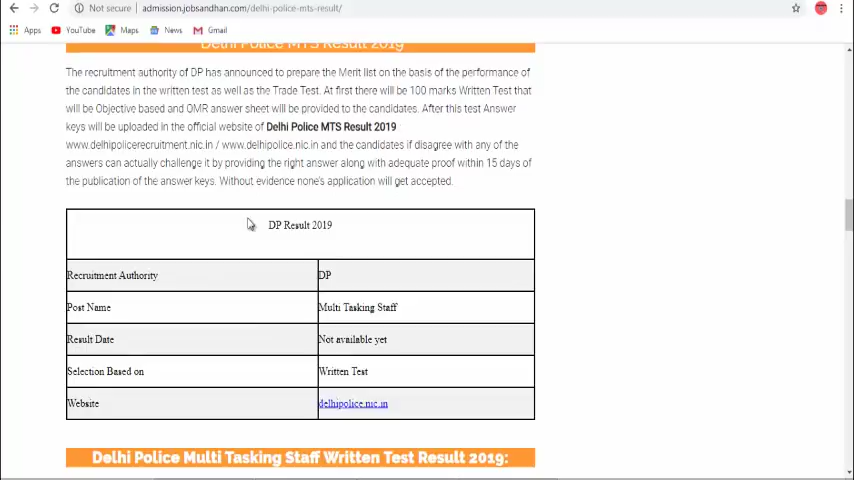 Not secure | admission.jobsandhan.com/delhi-police-mts-result/
Apps YouTube Maps News Gmail
Delhi Police MTS Result 2019
The recruitment authority of DP has announced to prepare the Merit list on the basis of the performance of
the candidates in the written test as well as the Trade Test. At first there will be 100 marks Written Test that
will be Objective based and OMR answer sheet will be provided to the candidates. After this test Answer
keys will be uploaded in the official website of Delhi Police MTS Result 2019
www.delhipolicerecruitment.nic.in / www.delhipolice.nic.in and the candidates if disagree with any of the
answers can actually challenge it by providing the right answer along with adequate proof within 15 days of
the publication of the answer keys. Without evidence none's application will get accepted.
DP Result 2019
Recruitment Authority DP
Post Name Multi Tasking Staff
Result Date Not available yet
Selection Based on Written Test
Website delhipolice.nic.in
Delhi Police Multi Tasking Staff Written Test Result 2019: